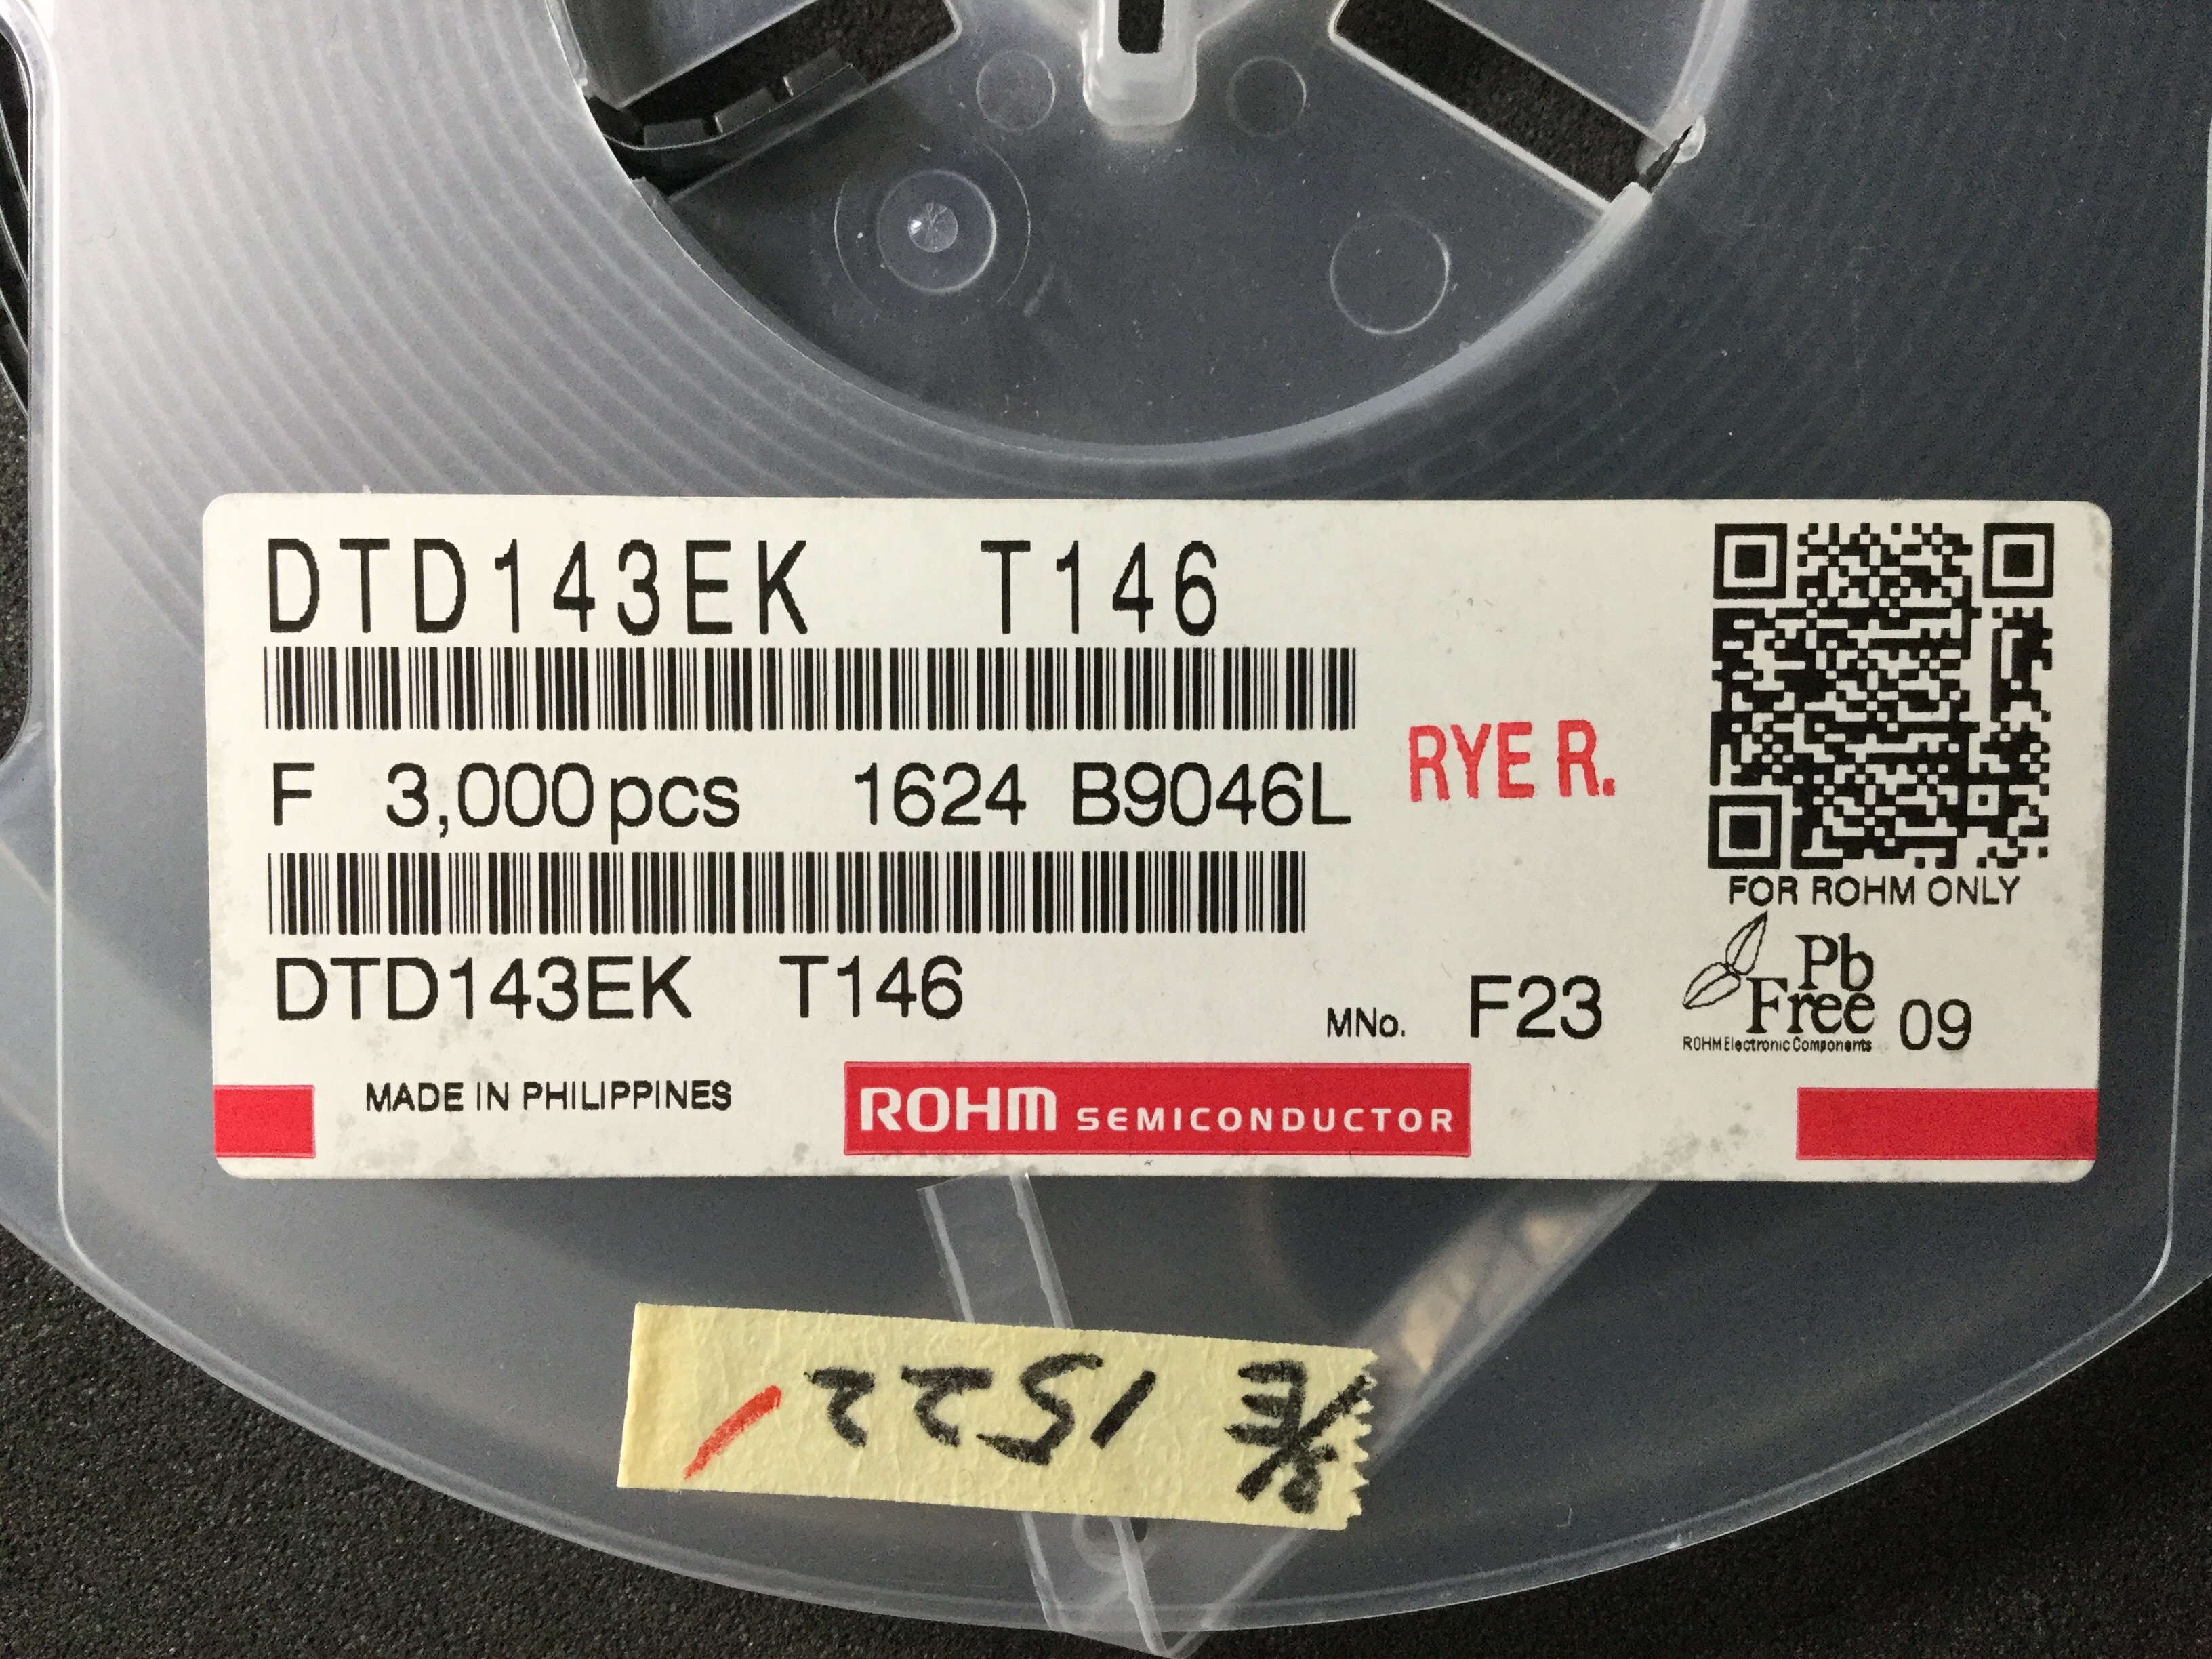 DTD143EK T146
F 3,000pcs 1624 B9046L
RYE R.
FOR ROHM ONLY
DTD143EK T146
MNo. F23
Pb
Free 09
ROHM Electronic Components
MADE IN PHILIPPINES
ROHM SEMICONDUCTOR
1522